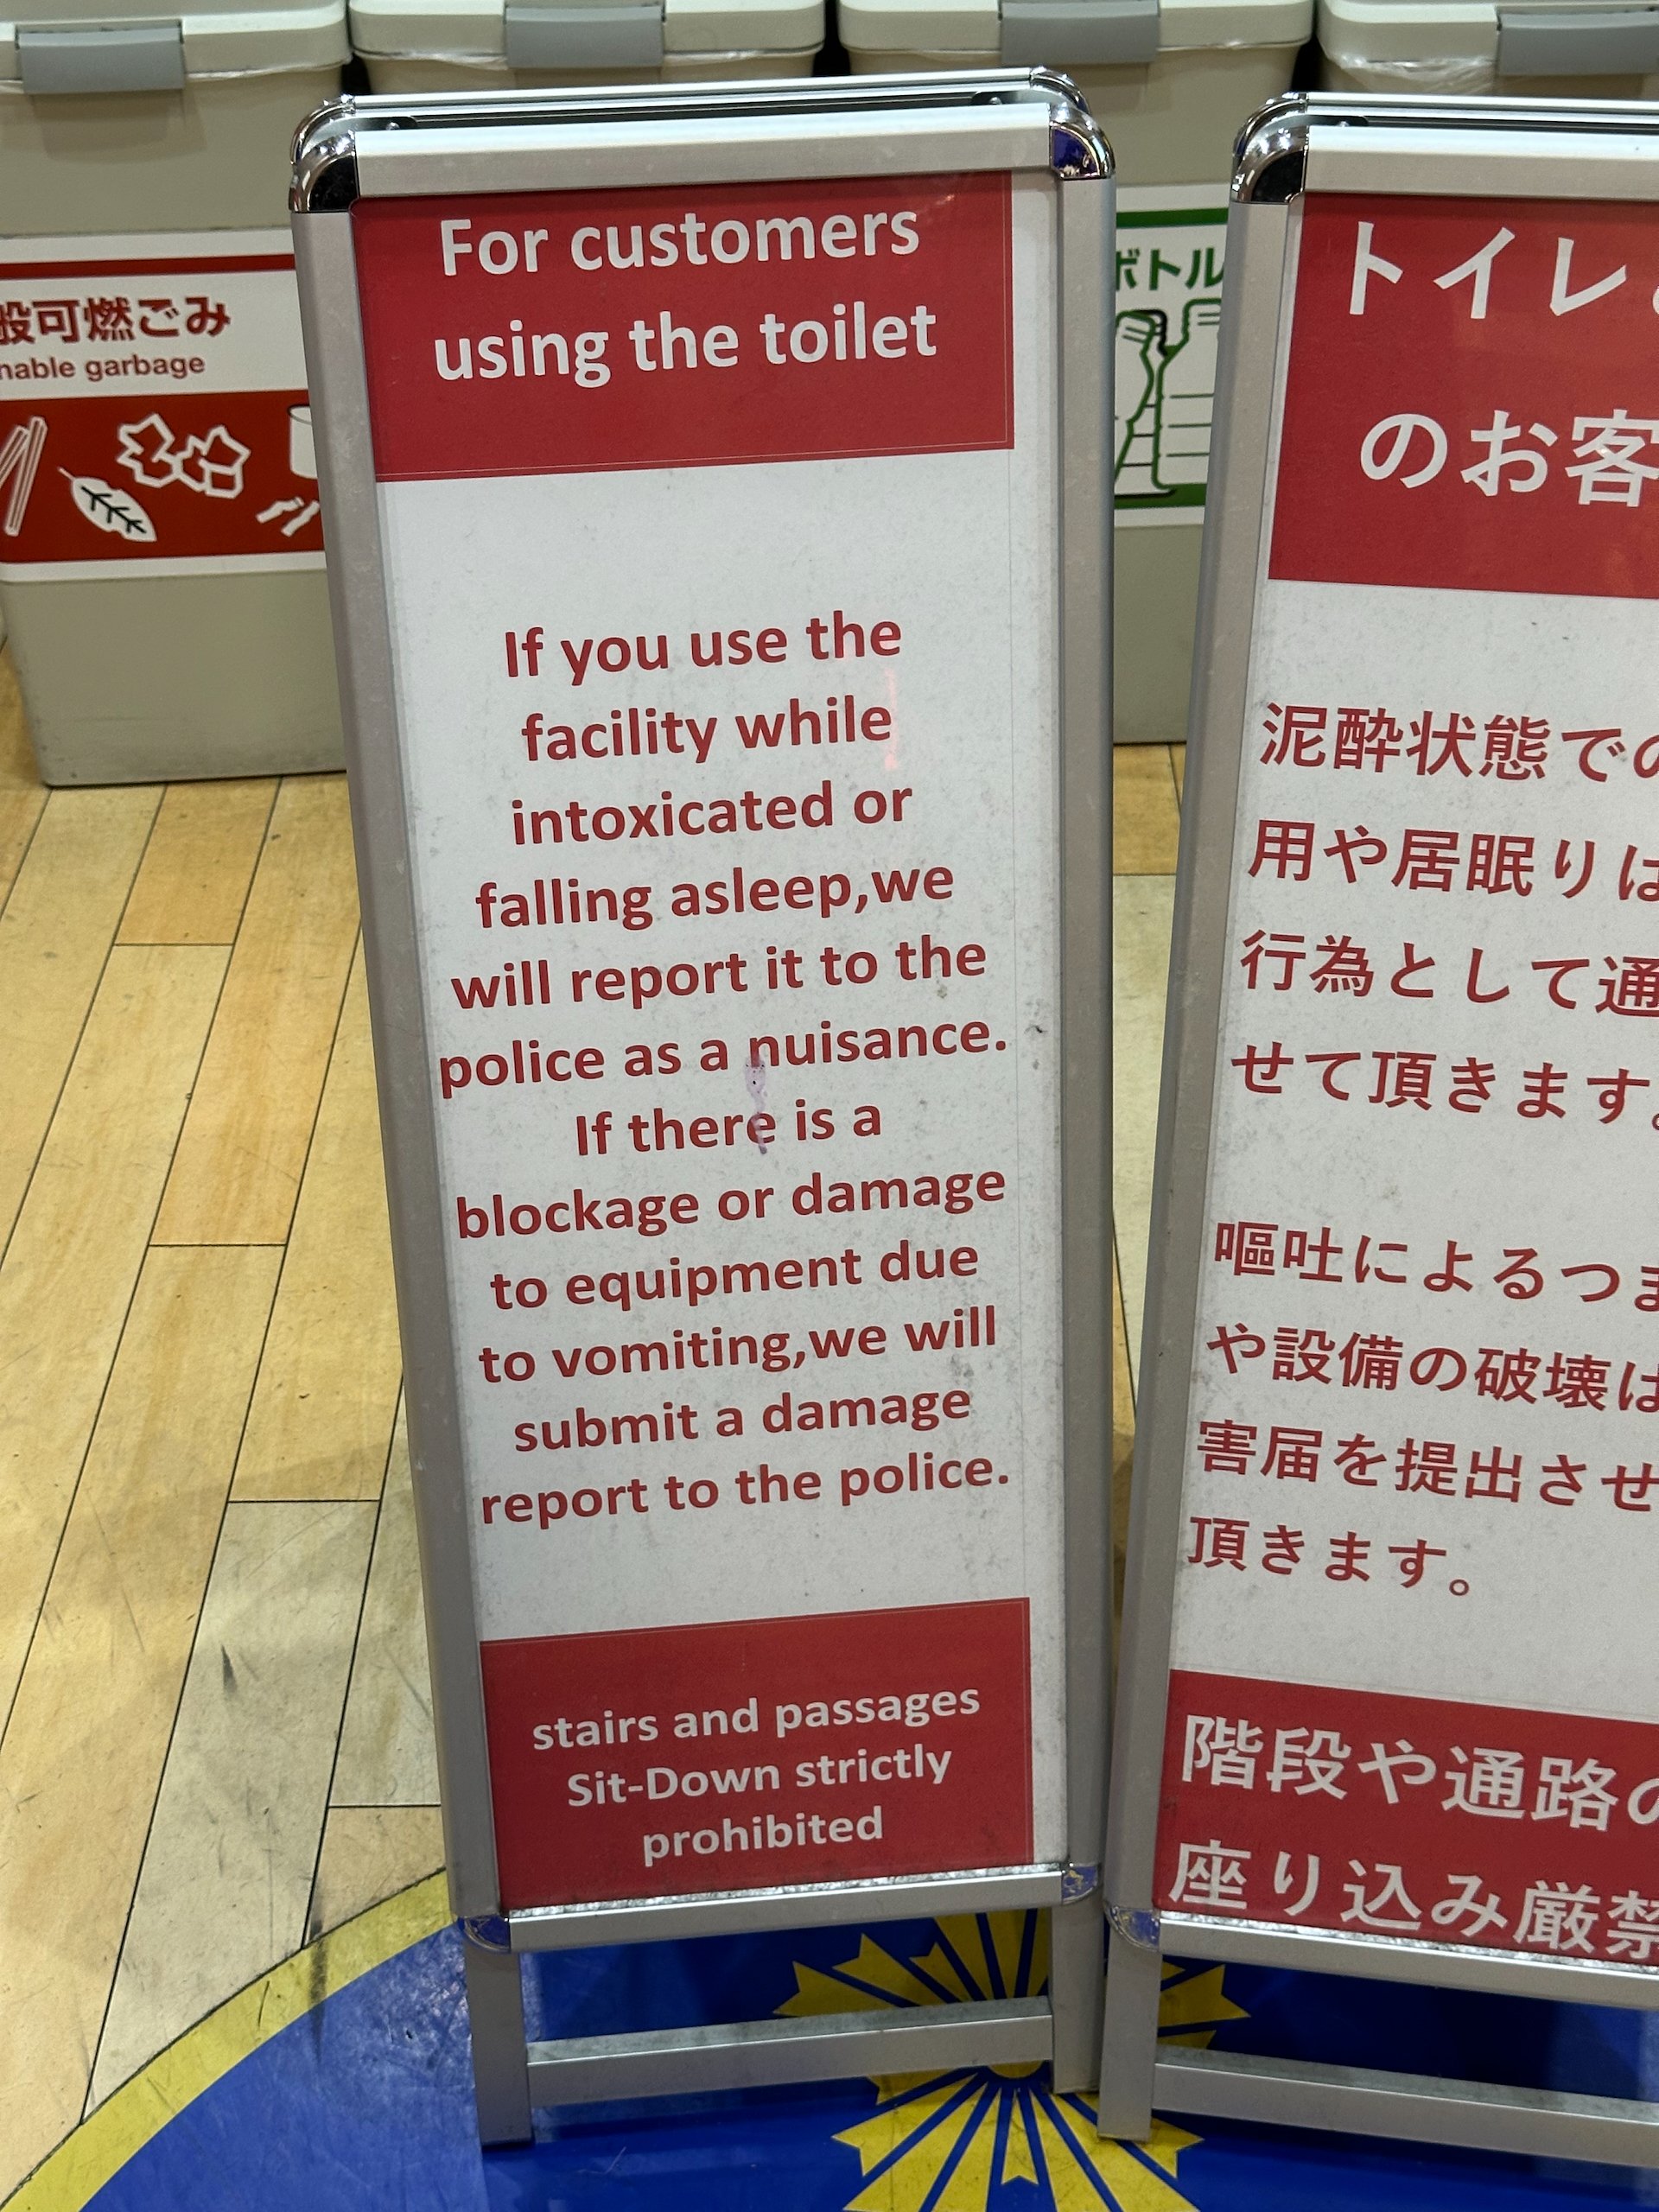 For customers
using the toilet
If you use the
facility while
intoxicated or
falling asleep,we
will report it to the
police as a nuisance.
If there is a
blockage or damage
to equipment due
to vomiting,we will
submit a damage
report to the police.
stairs and passages
Sit-Down strictly
prohibited
トイレ
のお客
泥酔状態での
用や居眠りは
行為として通
せて頂きます。
嘔吐によるつま
や設備の破壊は
害届を提出させ
頂きます。
階段や通路の
座り込み厳禁
般可燃ごみ
nable garbage
ボトル